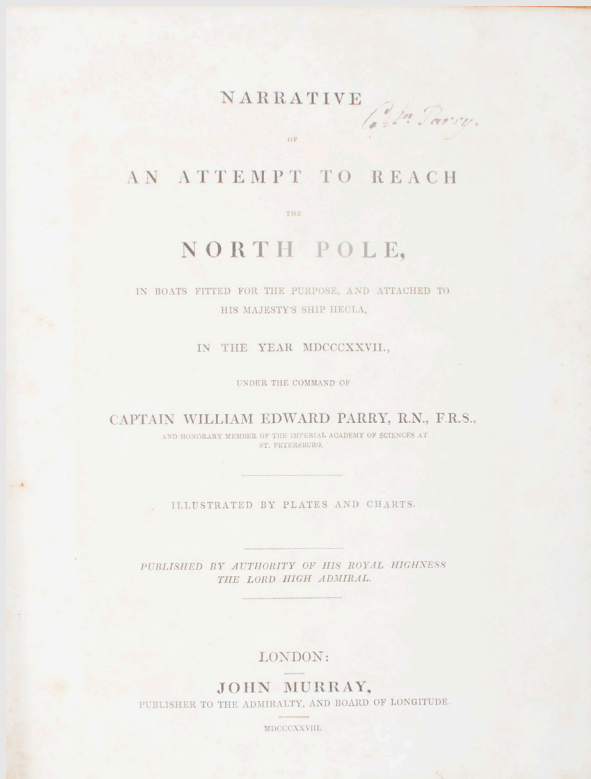 NARRATIVE
Cap.tn Parry.
OF
AN ATTEMPT TO REACH
THE
NORTH POLE,
IN BOATS FITTED FOR THE PURPOSE, AND ATTACHED TO
HIS MAJESTY'S SHIP HECLA,
IN THE YEAR MDCCCXXVII.,
UNDER THE COMMAND OF
CAPTAIN WILLIAM EDWARD PARRY, R.N., F.R.S.,
AND HONORARY MEMBER OF THE IMPERIAL ACADEMY OF SCIENCES AT
ST. PETERSBURG.
ILLUSTRATED BY PLATES AND CHARTS.
PUBLISHED BY AUTHORITY OF HIS ROYAL HIGHNESS
THE LORD HIGH ADMIRAL.
LONDON:
JOHN MURRAY,
PUBLISHER TO THE ADMIRALTY, AND BOARD OF LONGITUDE.
MDCCCXXVIII.